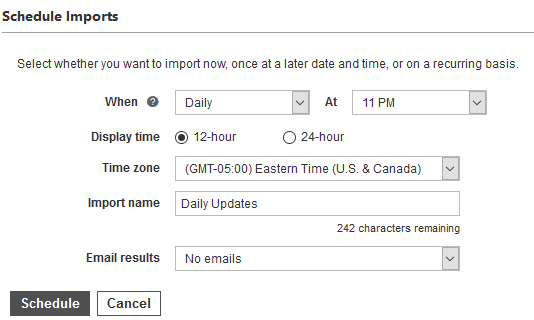 Schedule Imports
Select whether you want to import now, once at a later date and time, or on a recurring basis.
When ? Daily At 11 PM
Display time 12-hour 24-hour
Time zone (GMT-05:00) Eastern Time (U.S. & Canada)
Import name Daily Updates
242 characters remaining
Email results No emails
Schedule Cancel